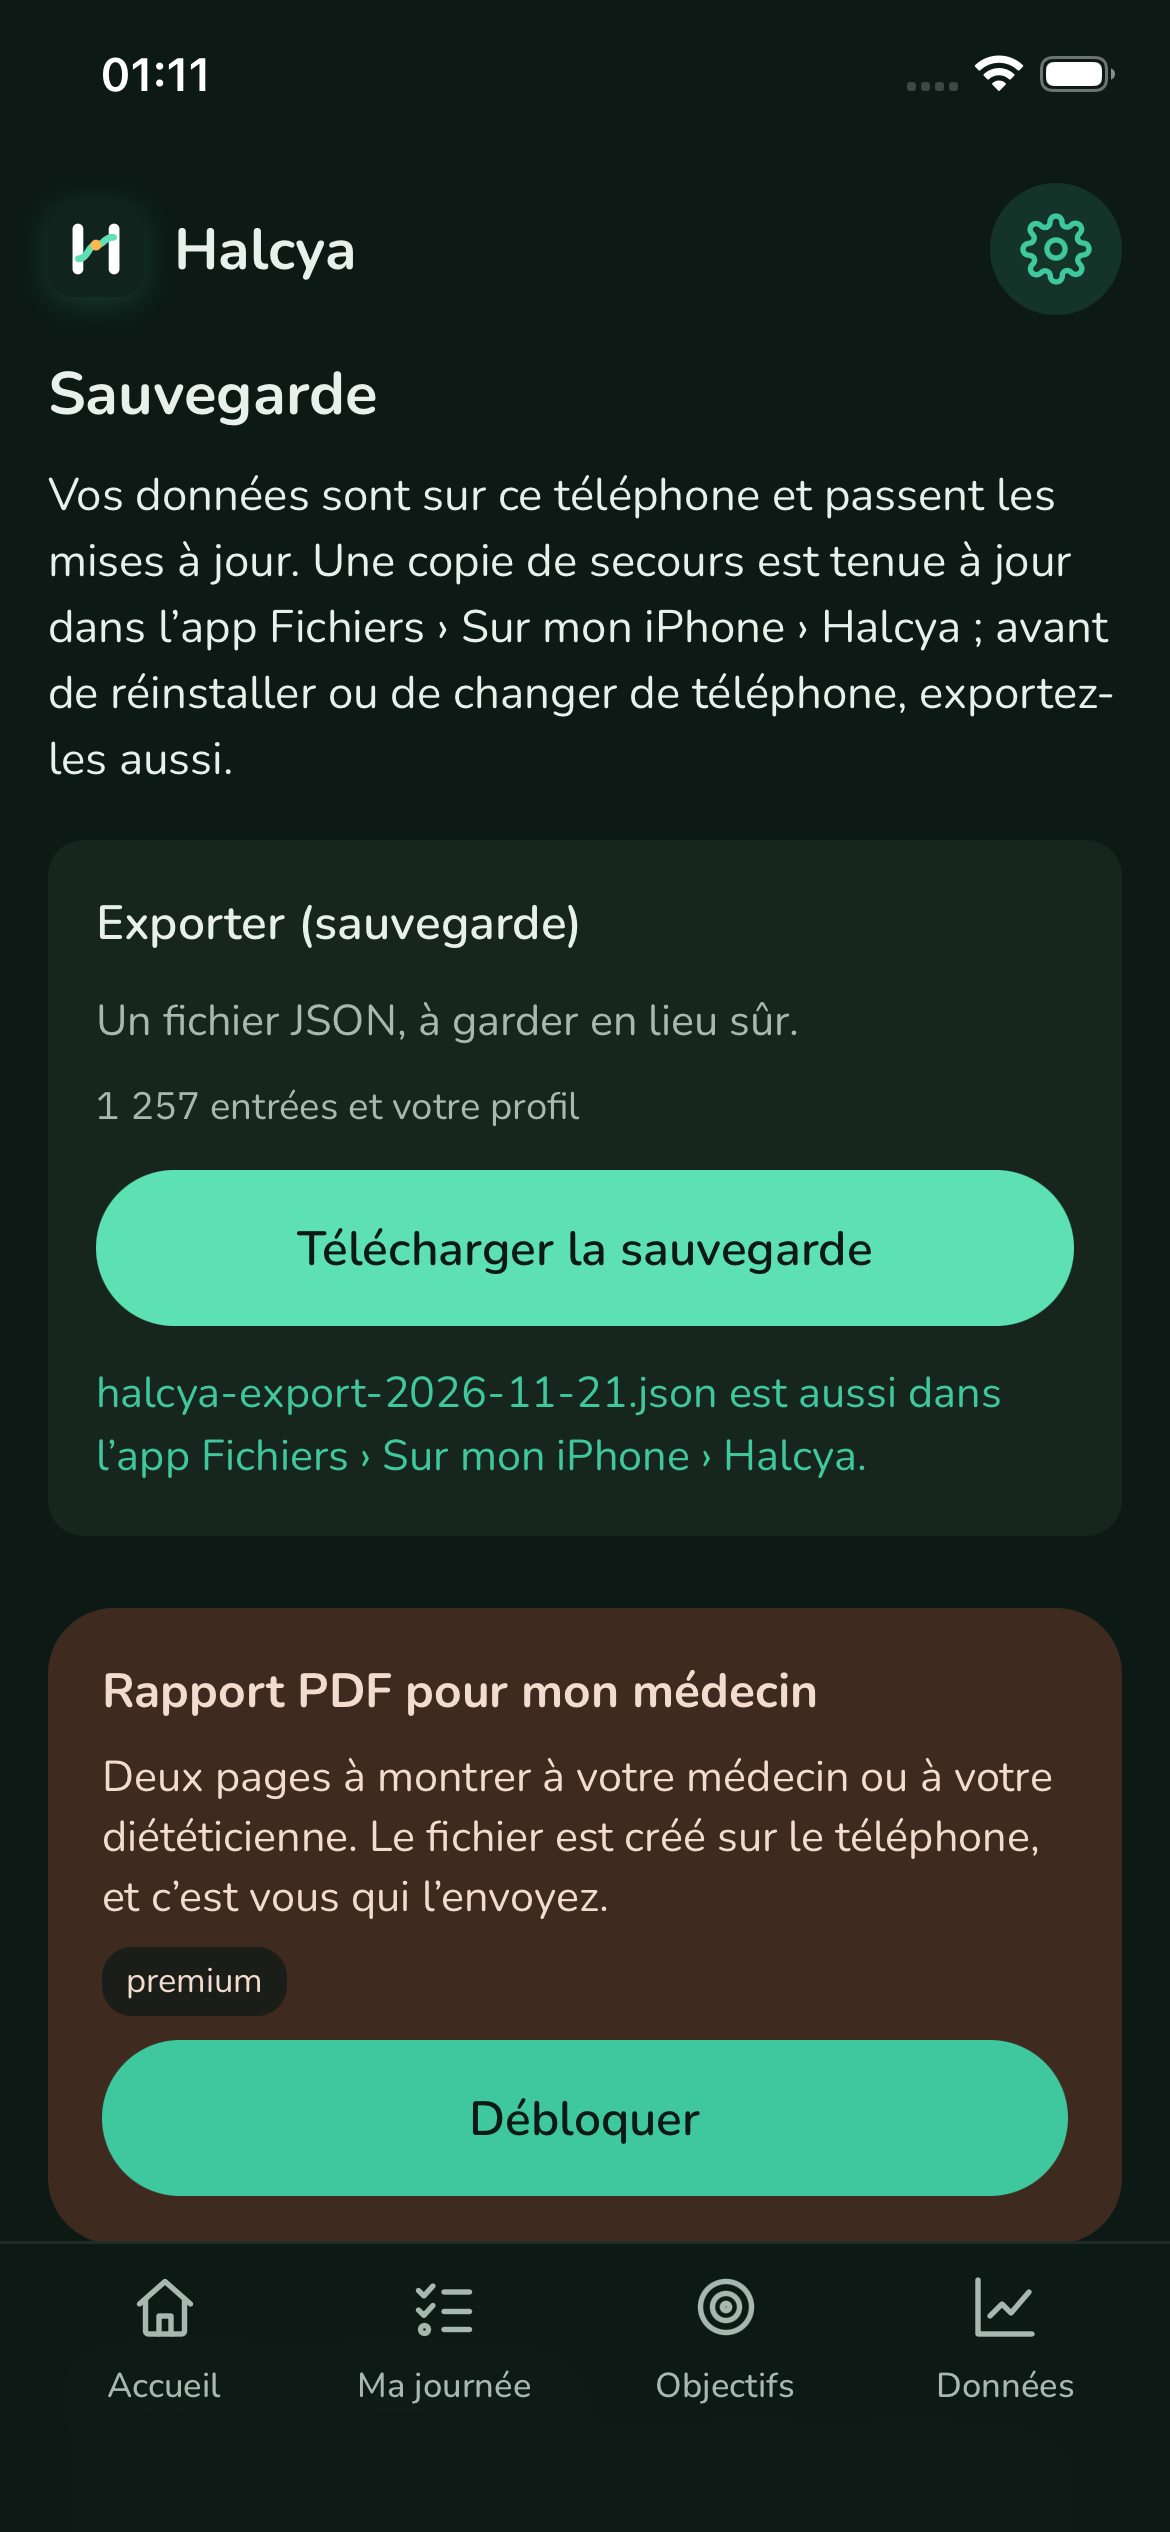 01:11
Halcya
Sauvegarde
Vos données sont sur ce téléphone et passent les
mises à jour. Une copie de secours est tenue à jour
dans l’app Fichiers › Sur mon iPhone › Halcya ; avant
de réinstaller ou de changer de téléphone, exportez-
les aussi.
Exporter (sauvegarde)
Un fichier JSON, à garder en lieu sûr.
1 257 entrées et votre profil
Télécharger la sauvegarde
halcya-export-2026-11-21.json est aussi dans
l’app Fichiers › Sur mon iPhone › Halcya.
Rapport PDF pour mon médecin
Deux pages à montrer à votre médecin ou à votre
diététicienne. Le fichier est créé sur le téléphone,
et c’est vous qui l’envoyez.
premium
Débloquer
Accueil
Ma journée
Objectifs
Données